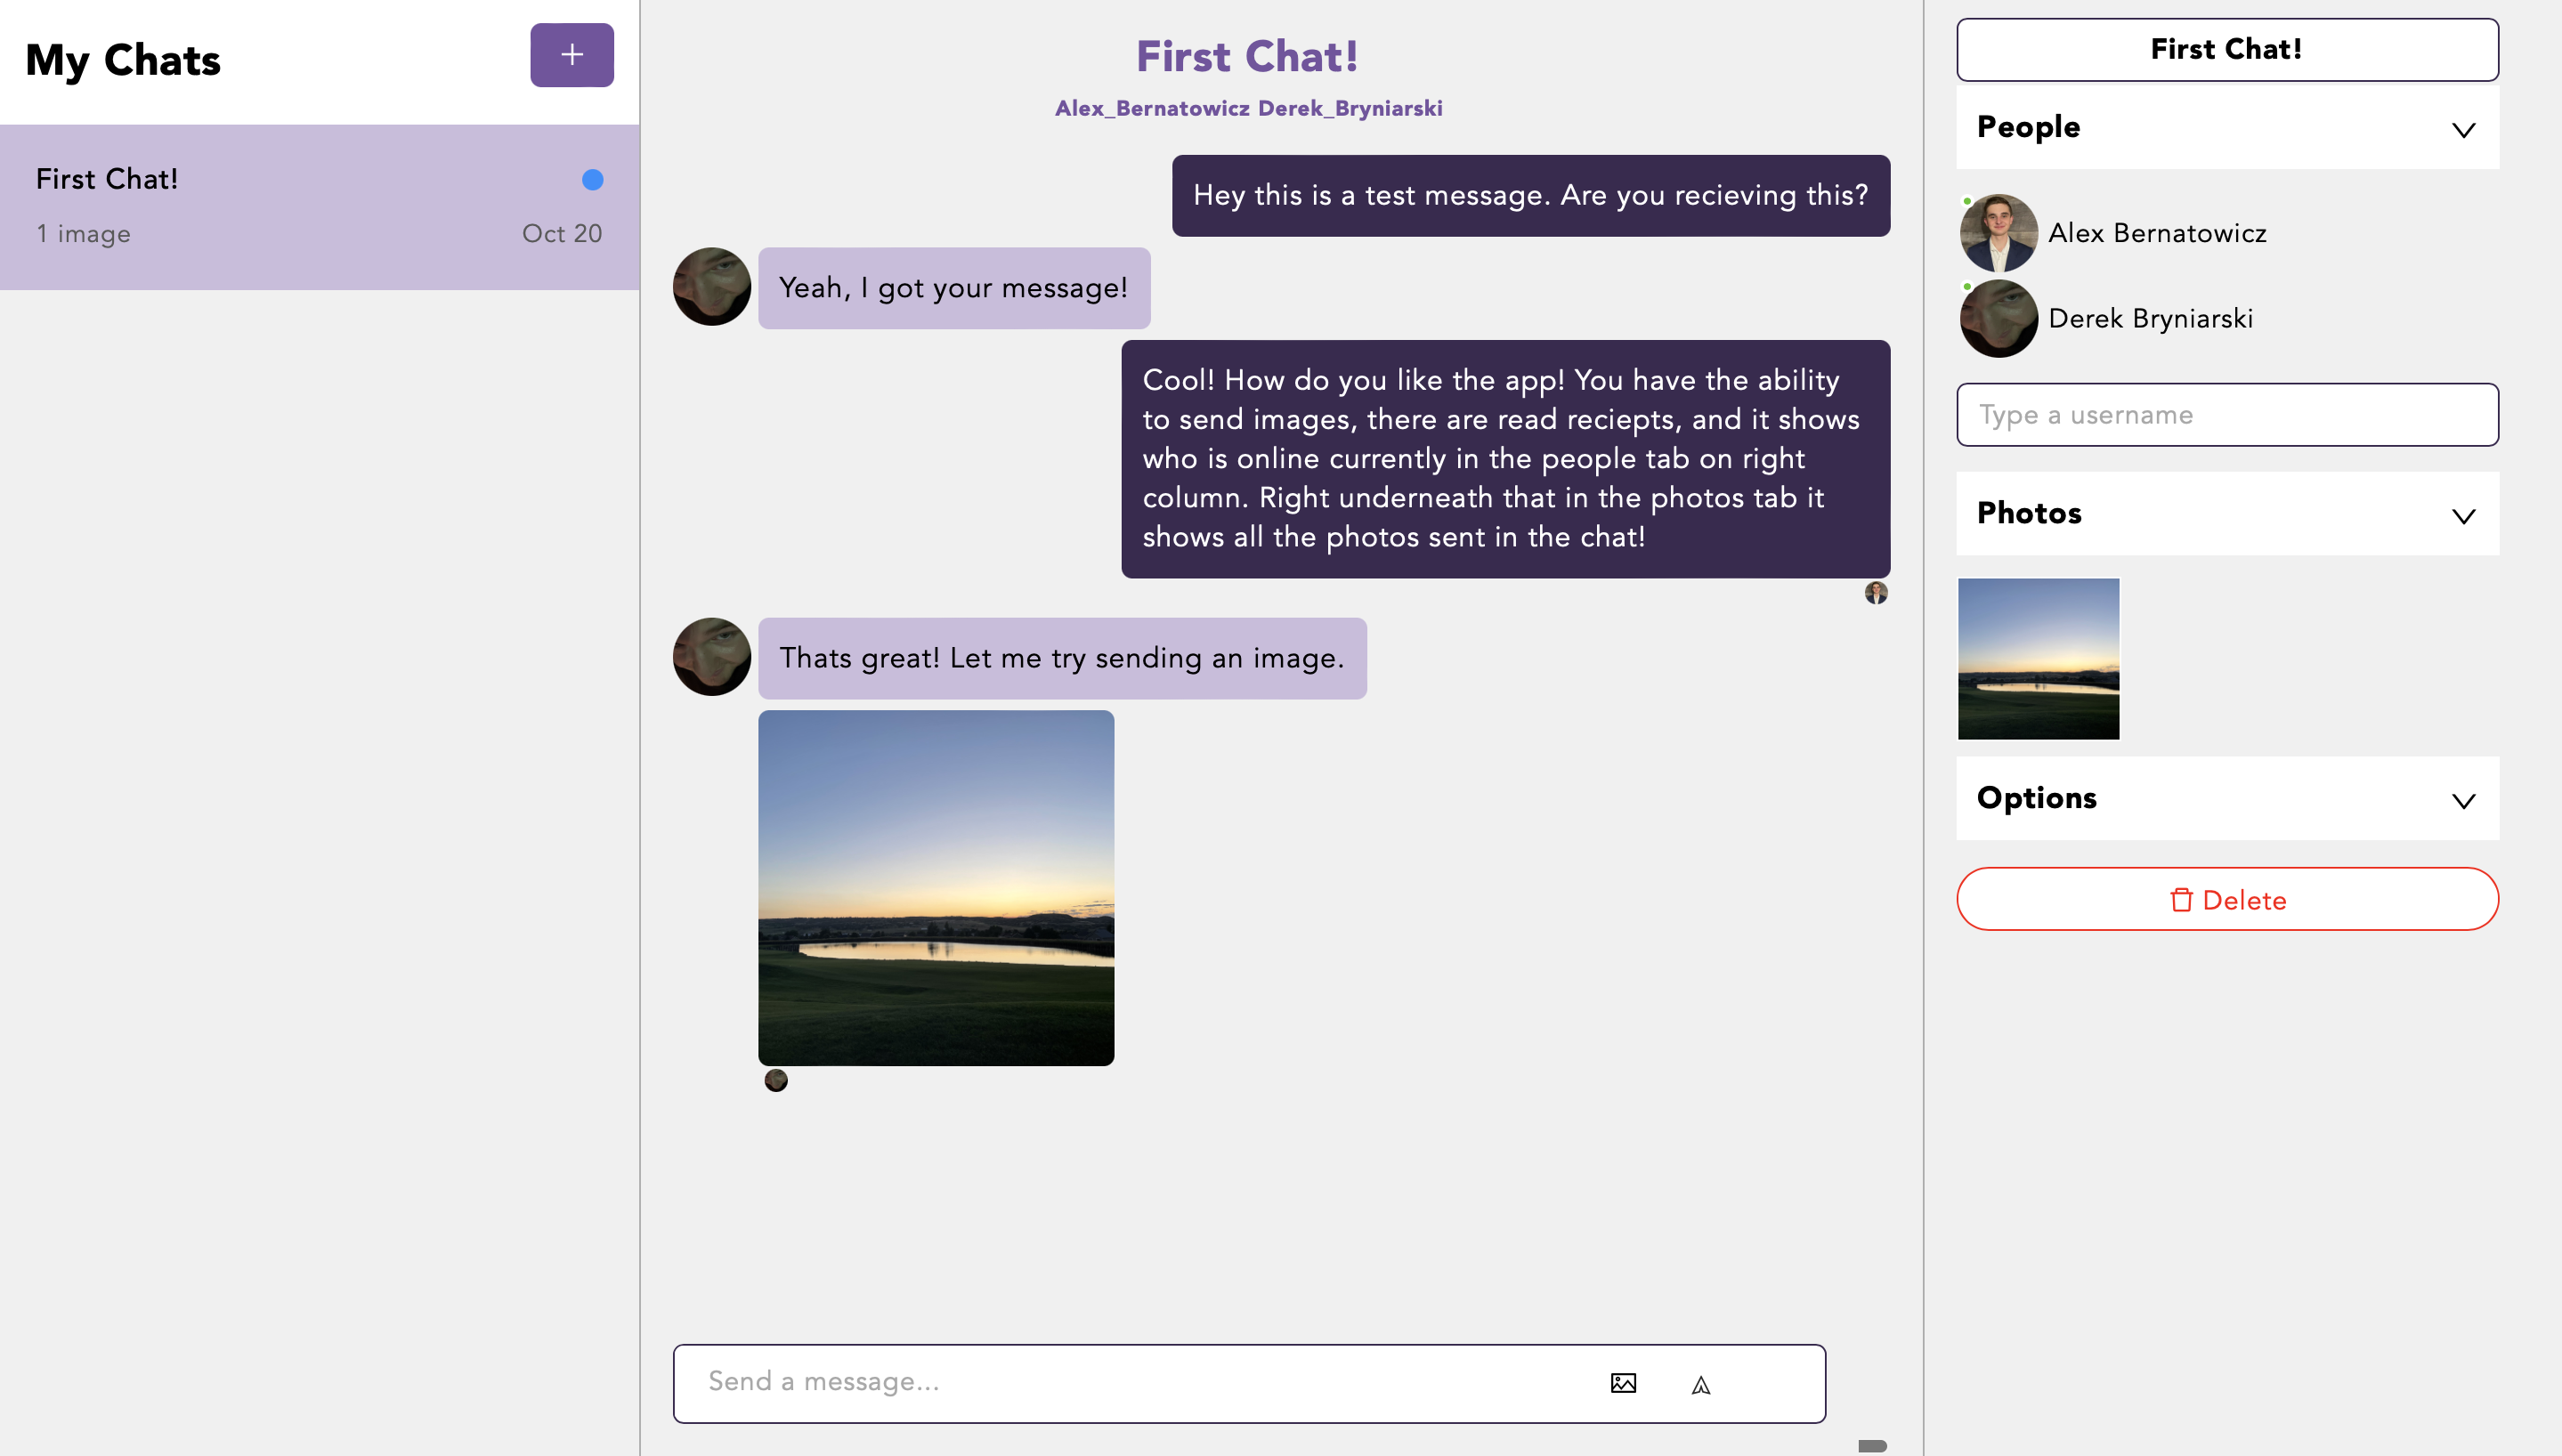 My Chats
+
First Chat!
1 image
Oct 20
First Chat!
Alex_Bernatowicz Derek_Bryniarski
Hey this is a test message. Are you recieving this?
Yeah, I got your message!
Cool! How do you like the app! You have the ability
to send images, there are read reciepts, and it shows
who is online currently in the people tab on right
column. Right underneath that in the photos tab it
shows all the photos sent in the chat!
Thats great! Let me try sending an image.
Send a message...
First Chat!
People
Alex Bernatowicz
Derek Bryniarski
Type a username
Photos
Options
Delete